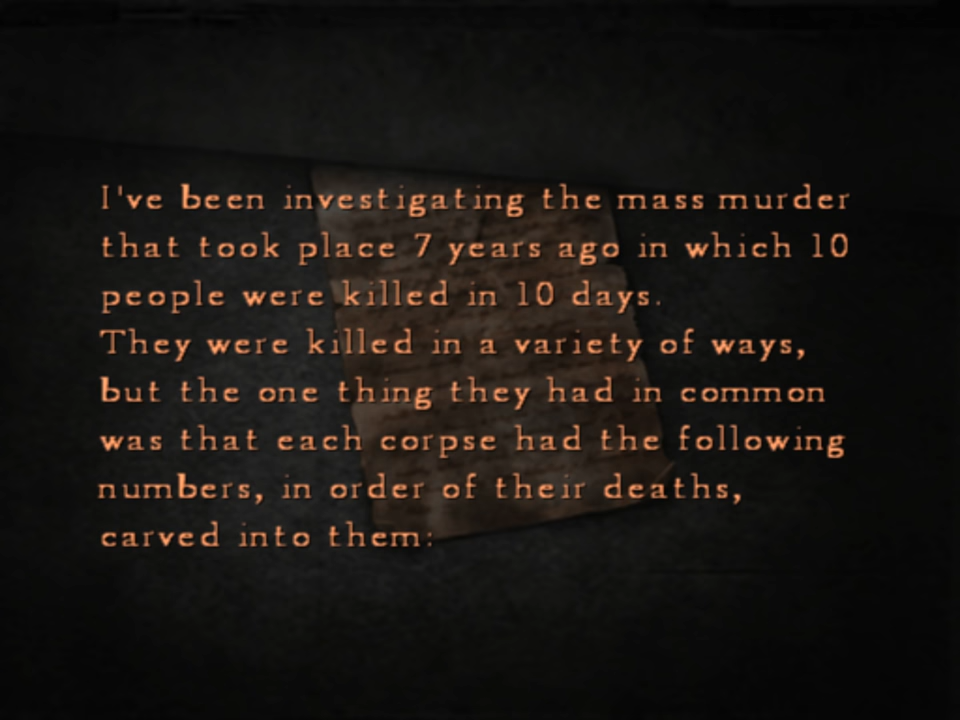 I've been investigating the mass murder
that took place 7 years ago in which 10
people were killed in 10 days.
They were killed in a variety of ways,
but the one thing they had in common
was that each corpse had the following
numbers, in order of their deaths,
carved into them: